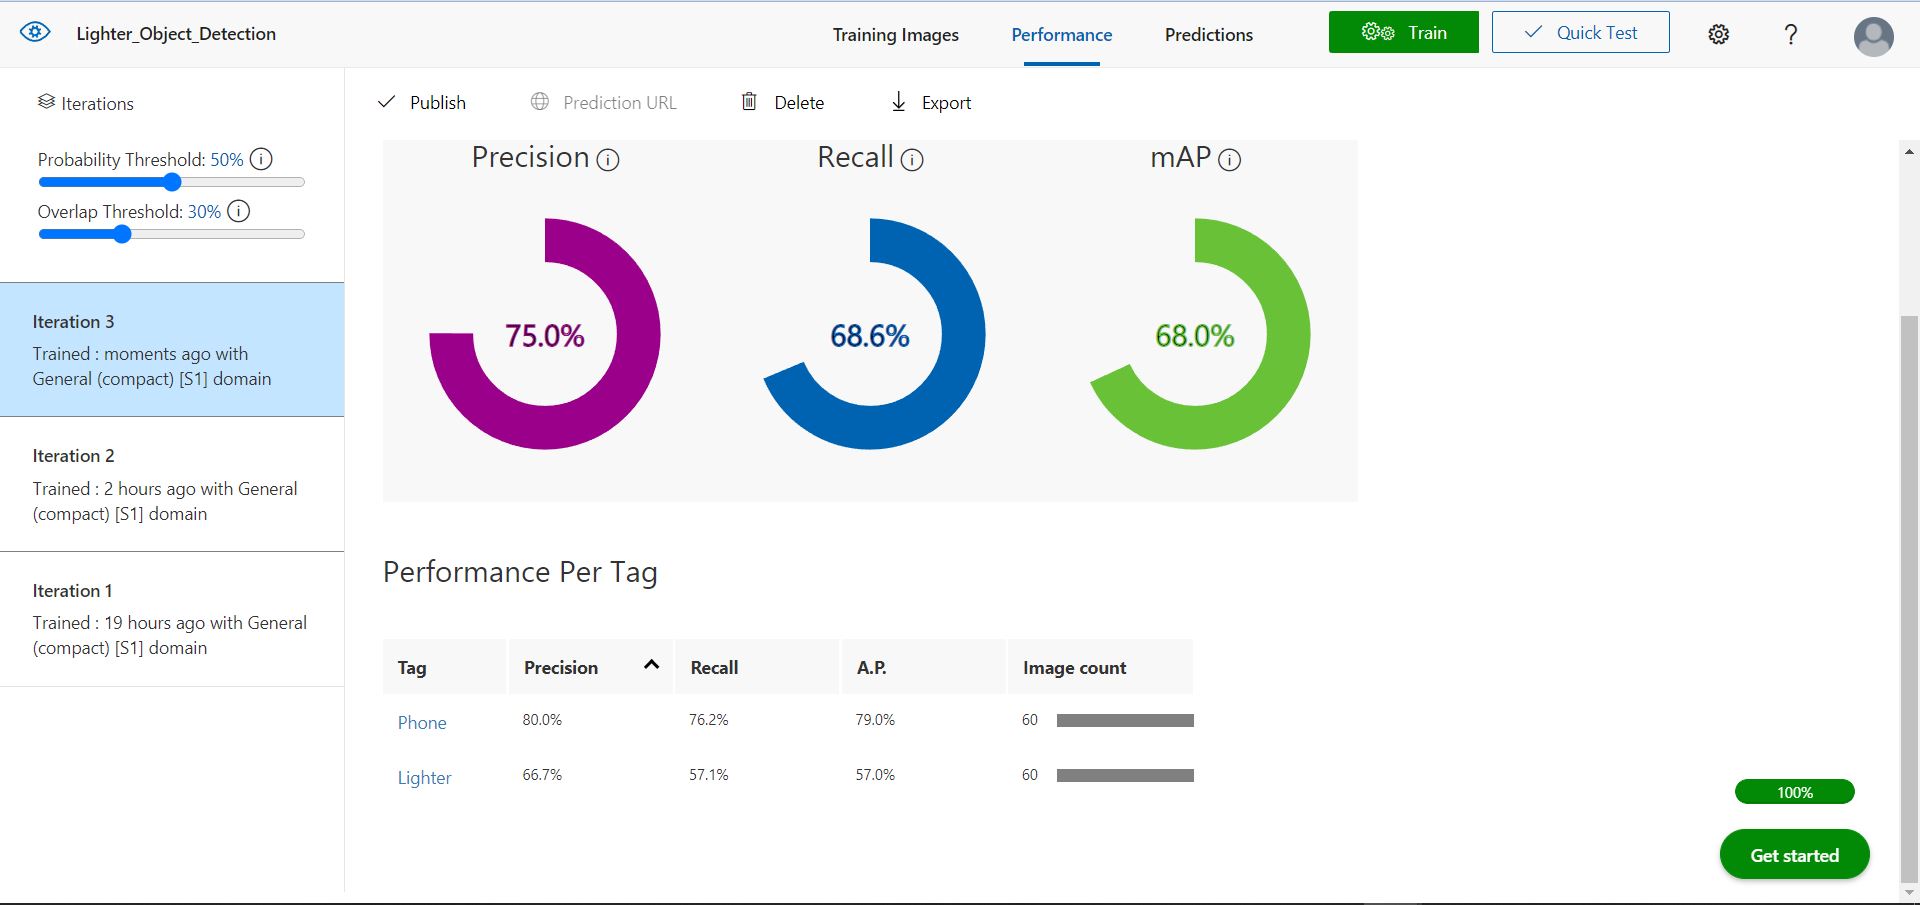 Lighter_Object_Detection
Training Images
Performance
Predictions
Train
Quick Test
?
Iterations
Probability Threshold: 50%
Overlap Threshold: 30%
Iteration 3
Trained : moments ago with
General (compact) [S1] domain
Iteration 2
Trained : 2 hours ago with General
(compact) [S1] domain
Iteration 1
Trained : 19 hours ago with General
(compact) [S1] domain
Publish
Prediction URL
Delete
Export
Precision
Recall
mAP
75.0%
68.6%
68.0%
Performance Per Tag
Tag Precision Recall A.P. Image count
Phone 80.0% 76.2% 79.0% 60
Lighter 66.7% 57.1% 57.0% 60
100%
Get started